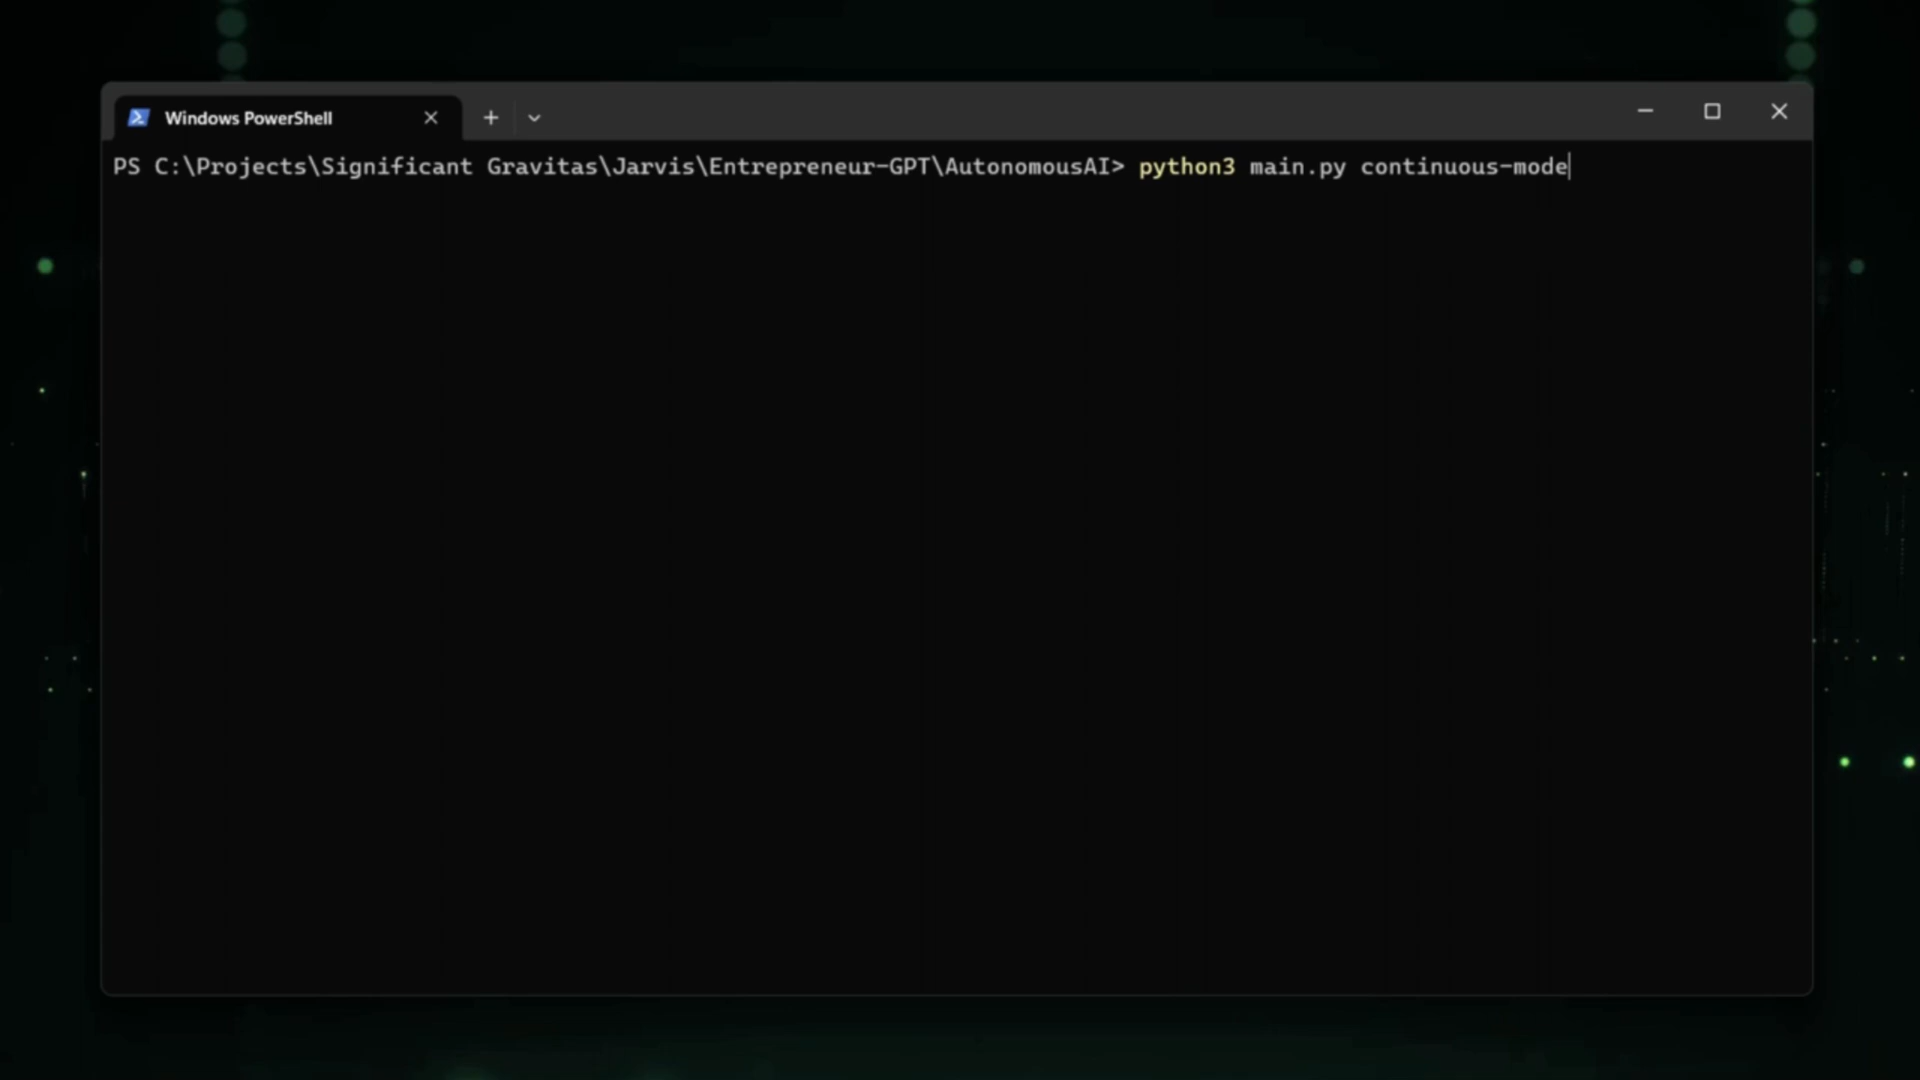 Windows PowerShell
PS C:\Projects\Significant Gravitas\Jarvis\Entrepreneur-GPT\AutonomousAI> python3 main.py continuous-mode